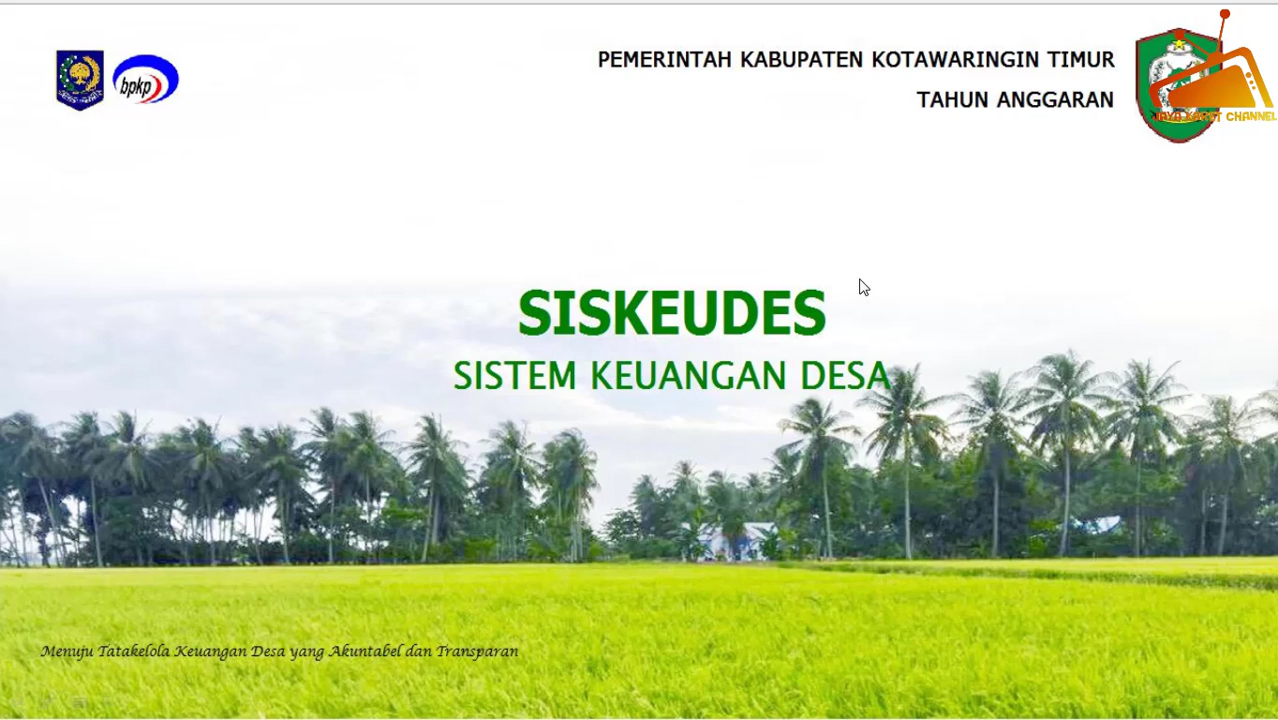 bpkp
PEMERINTAH KABUPATEN KOTAWARINGIN TIMUR
TAHUN ANGGARAN
CHANNEL
SISKEUDES
SISTEM KEUANGAN DESA
Menuju Tatakelola Keuangan Desa yang Akuntabel dan Transparan